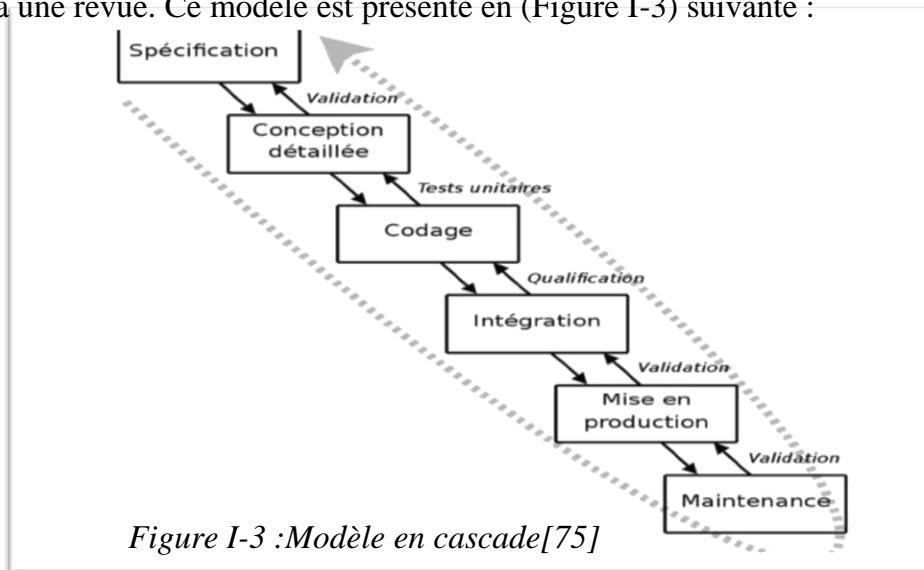 à une revue. Ce modèle est présenté en (Figure I-3) suivante :
Spécification
Validation
Conception
détaillée
Tests unitaires
Codage
Qualification
Intégration
Validation
Mise en
production
Validation
Maintenance
Figure I-3 :Modèle en cascade[75]